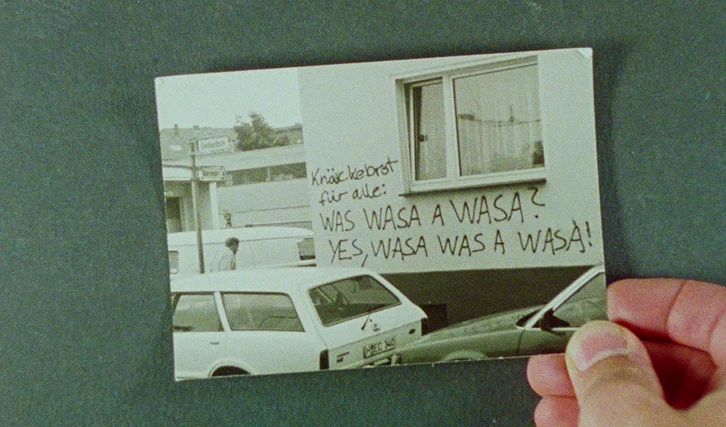 Knäckebrot
für alle:
WAS WASA A WASA?
YES, WASA WAS A WASA!